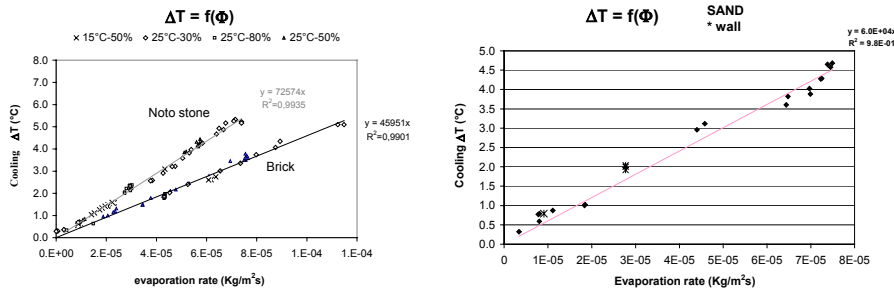 ΔT = f(Φ)
× 15°C-50% ◇ 25°C-30% □ 25°C-80% ▲ 25°C-50%
8.0
7.0
6.0
5.0
4.0
3.0
2.0
1.0
0.0
Cooling ΔT (°C)
y = 72574x
R² = 0,9935
Noto stone
y = 45951x
R² = 0,9901
Brick
0.E+00 2.E-05 4.E-05 6.E-05 8.E-05 1.E-04 1.E-04
evaporation rate (Kg/m²s)
ΔT = f(Φ)
SAND
* wall
y = 6.0E+04x
R² = 9.8E-01
5.0
4.5
4.0
3.5
3.0
2.5
2.0
1.5
1.0
0.5
0.0
Cooling ΔT (°C)
0E+00 1E-05 2E-05 3E-05 4E-05 5E-05 6E-05 7E-05 8E-05
Evaporation rate (Kg/m²s)